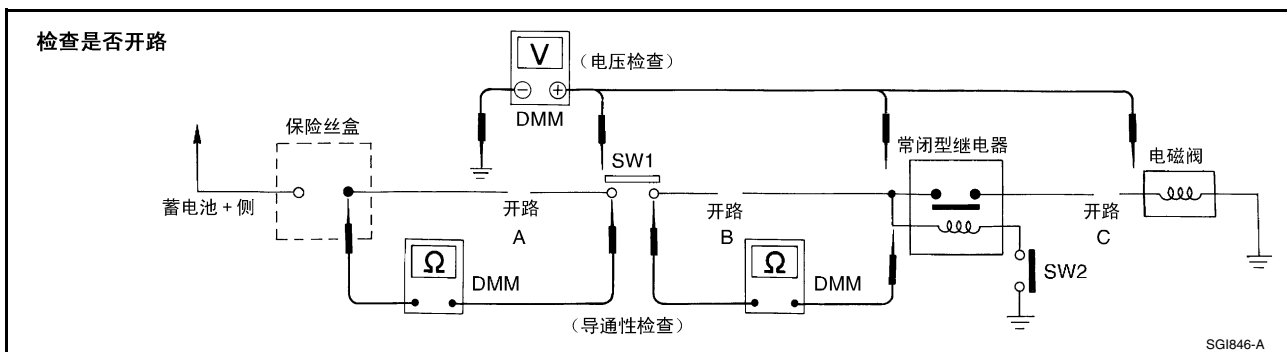 检查是否开路
V
（电压检查）
− +
DMM
保险丝盒
SW1
常闭型继电器
电磁阀
蓄电池 + 侧
开路
A
开路
B
开路
C
Ω
DMM
Ω
DMM
SW2
（导通性检查）
SGI846-A